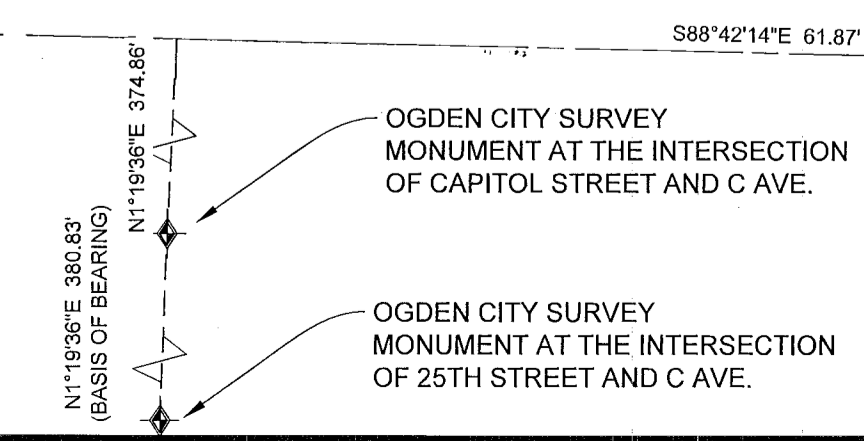 S88°42'14"E 61.87'
N1°19'36"E 374.86'
OGDEN CITY SURVEY
MONUMENT AT THE INTERSECTION
OF CAPITOL STREET AND C AVE.
N1°19'36"E 380.83'
(BASIS OF BEARING)
OGDEN CITY SURVEY
MONUMENT AT THE INTERSECTION
OF 25TH STREET AND C AVE.